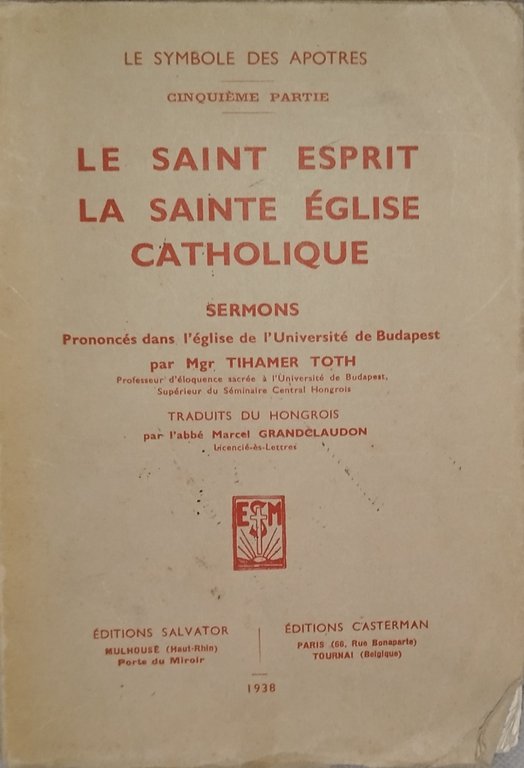 LE SYMBOLE DES APOTRES
CINQUIÈME PARTIE
LE SAINT ESPRIT
LA SAINTE ÉGLISE
CATHOLIQUE
SERMONS
Prononcés dans l'église de l'Université de Budapest
par Mgr TIHAMER TOTH
Professeur d'éloquence sacrée à l'Université de Budapest,
Supérieur du Séminaire Central Hongrois
TRADUITS DU HONGROIS
par l'abbé Marcel GRANDCLAUDON
Licencié-ès-Lettres
ESM
ÉDITIONS SALVATOR
MULHOUSE (Haut-Rhin)
Porte du Miroir
ÉDITIONS CASTERMAN
PARIS (66, Rue Bonaparte)
TOURNAI (Belgique)
1938